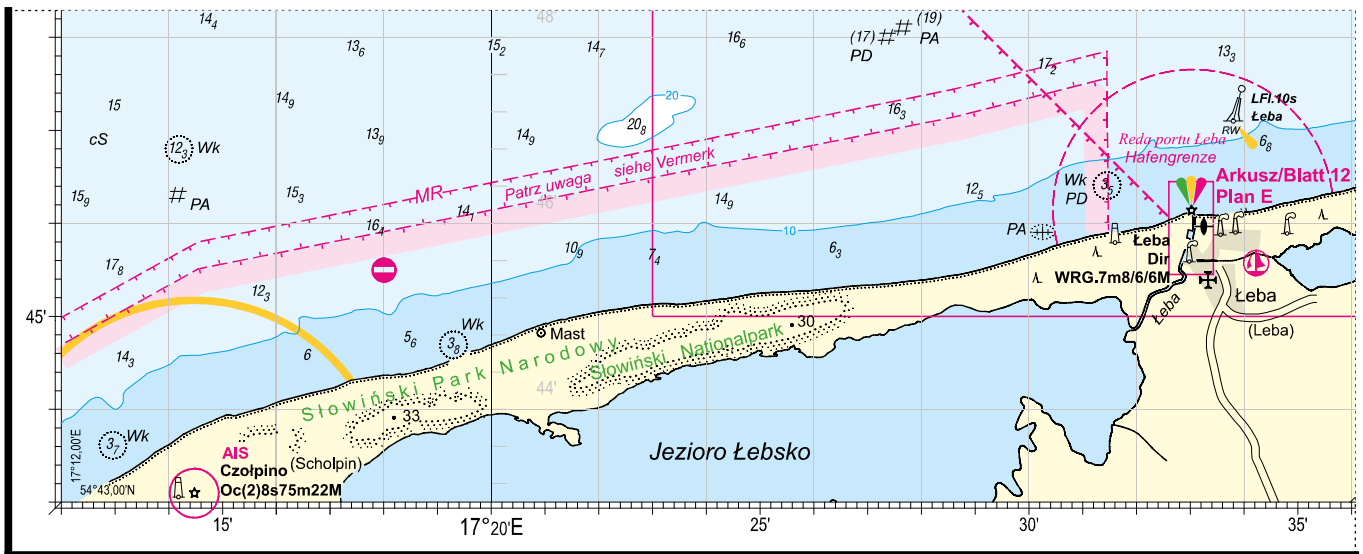 14₄
48'
13₆
15₂
14₇
16₆
(17) PD
(19) PA
17₂
13₃
15
14₉
20
20₈
16₃
LFl.10s
Łeba
RW
cS
12₃ Wk
13₉
14₉
6₈
Reda portu Łeba
Hafengrenze
Patrz uwaga siehe Vermerk
MR
15₉
PA
15₃
16₄
14₁
46'
14₉
12₅
Wk
PD
3₅
Arkusz/Blatt 12
Plan E
17₈
10₉
7₄
10
6₃
PA
Łeba
Dir
WRG.7m8/6/6M
12₃
45'
14₃
6
5₆
Wk
3₈
Mast
30
Łeba
Łeba
(Leba)
Słowiński Park Narodowy
Słowiński Nationalpark
44'
33
3₇
Wk
17°12,00'E
54°43,00'N
AIS
Czołpino (Scholpin)
Oc(2)8s75m22M
Jezioro Łebsko
15'
17°20'E
25'
30'
35'